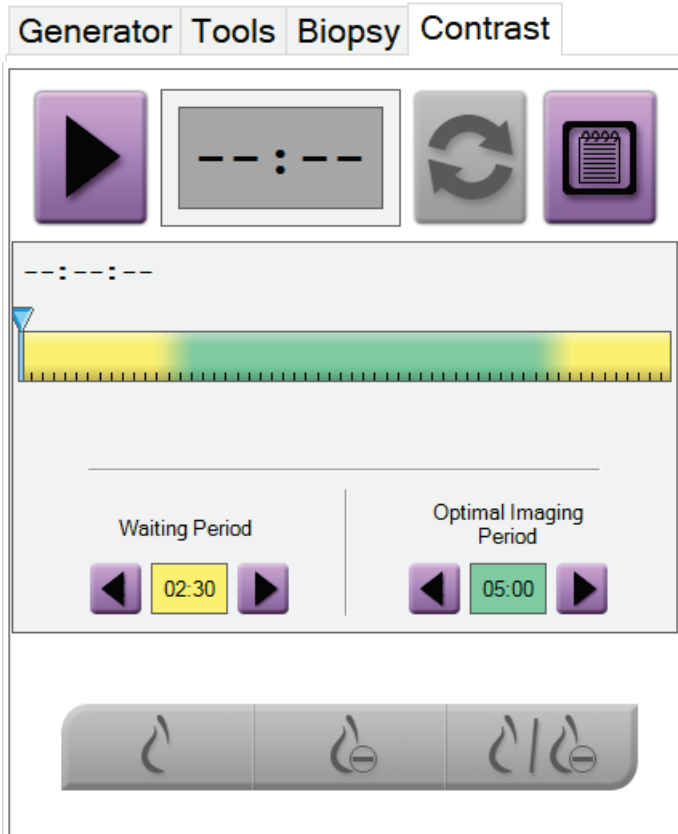 Generator Tools Biopsy Contrast
--:--
--:--:--
Waiting Period
Optimal Imaging
Period
02:30
05:00